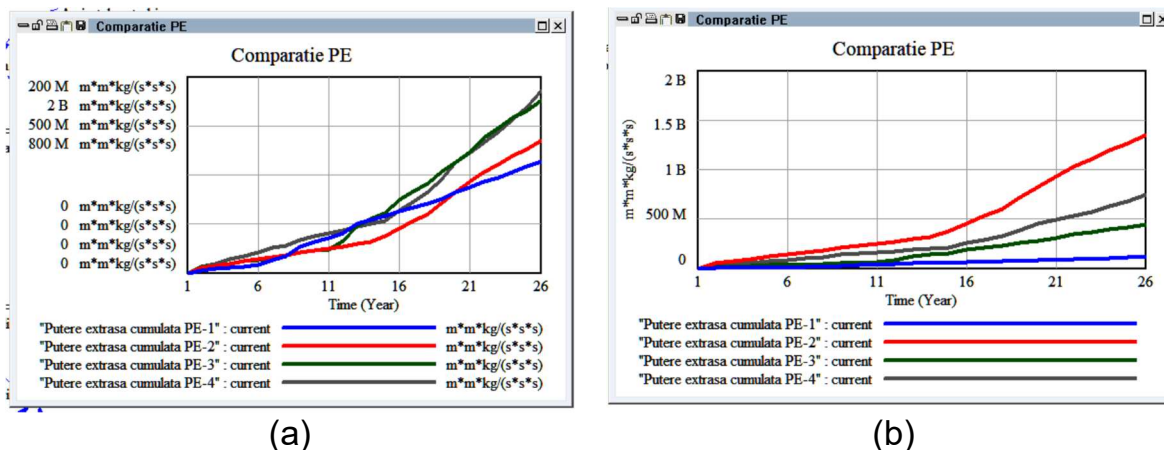 Comparatie PE
Comparatie PE
200 M m*m*kg/(s*s*s)
2 B m*m*kg/(s*s*s)
500 M m*m*kg/(s*s*s)
800 M m*m*kg/(s*s*s)
0 m*m*kg/(s*s*s)
0 m*m*kg/(s*s*s)
0 m*m*kg/(s*s*s)
0 m*m*kg/(s*s*s)
1 6 11 16 21 26
Time (Year)
"Putere extrasa cumulata PE-1" : current m*m*kg/(s*s*s)
"Putere extrasa cumulata PE-2" : current m*m*kg/(s*s*s)
"Putere extrasa cumulata PE-3" : current m*m*kg/(s*s*s)
"Putere extrasa cumulata PE-4" : current m*m*kg/(s*s*s)
(a)
Comparatie PE
Comparatie PE
m*m*kg/(s*s*s)
2 B
1.5 B
1 B
500 M
0
1 6 11 16 21 26
Time (Year)
"Putere extrasa cumulata PE-1" : current
"Putere extrasa cumulata PE-2" : current
"Putere extrasa cumulata PE-3" : current
"Putere extrasa cumulata PE-4" : current
(b)